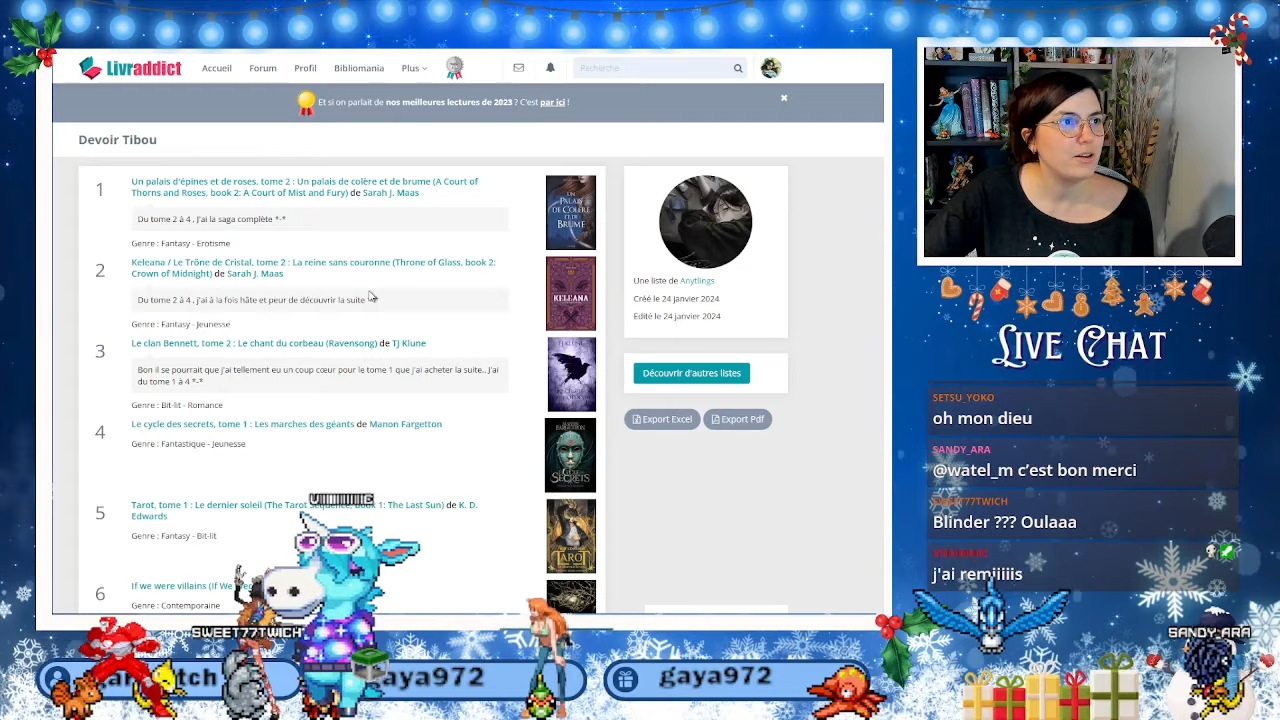 Livraddict
Accueil Forum Profil Bibliomania Plus
Recherche
Et si on parlait de nos meilleures lectures de 2023 ? C'est par ici !
Devoir Tibou
1
Un palais d'épines et de roses, tome 2 : Un palais de colère et de brume (A Court of
Thorns and Roses, book 2: A Court of Mist and Fury) de Sarah J. Maas
Du tome 2 à 4 , J'ai la saga complète *-*
Genre : Fantasy - Erotisme
UN
PALAIS
DE COLÈRE
ET DE
BRUME
2
Keleana / Le Trône de Cristal, tome 2 : La reine sans couronne (Throne of Glass, book 2:
Crown of Midnight) de Sarah J. Maas
Du tome 2 à 4 , j'ai à la fois hâte et peur de découvrir la suite
Genre : Fantasy - Jeunesse
KELEANA
3
Le clan Bennett, tome 2 : Le chant du corbeau (Ravensong) de TJ Klune
Bon il se pourrait que j'ai tellement eu un coup cœur pour le tome 1 que j'ai acheter la suite.. J'ai
du tome 1 à 4 *-*
Genre : Bit-lit - Romance
TJ KLUNE
4
Le cycle des secrets, tome 1 : Les marches des géants de Manon Fargetton
Genre : Fantastique - Jeunesse
SECRETS
5
Tarot, tome 1 : Le dernier soleil (The Tarot Sequence, book 1: The Last Sun) de K. D.
Edwards
Genre : Fantasy - Bit-lit
TAROT
6
If we were villains (If We
Genre : Contemporaine
Une liste de Anytlings
Créé le 24 janvier 2024
Edité le 24 janvier 2024
Découvrir d'autres listes
Export Excel
Export Pdf
LIVE CHAT
SETSU_YOKO
oh mon dieu
SANDY_ARA
@watel_m c’est bon merci
SWEET77TWICH
Blinder ??? Oulaaa
j'ai remiiiiis
SWEET77TWICH
SANDY_ARA
gaya972
gaya972